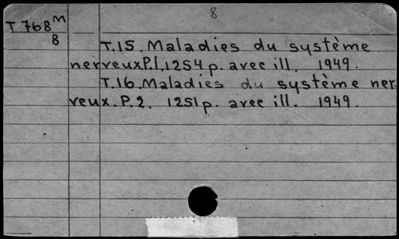 8
T 768 M
8
T.15. Maladies du système
nerveux P.1, 1254 p. avec ill. 1949.
T.16. Maladies du système ner-
veux. P. 2. 1251 p. avec ill. 1949.